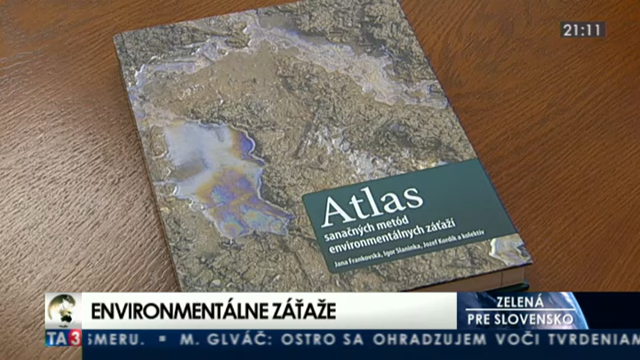 21:11
Atlas
sanačných metód
environmentálnych záťaží
Jana Frankovská, Igor Slaninka, Jozef Kordík a kolektív
ENVIRONMENTÁLNE ZÁŤAŽE
ZELENÁ
PRE SLOVENSKO
TA3 SMERU. ▪ M. GLVÁČ: OSTRO SA OHRADZUJEM VOČI TVRDENIAM